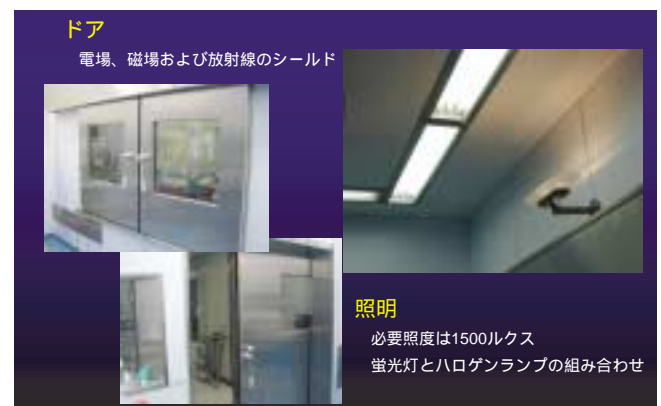 ドア
電場、磁場および放射線のシールド
照明
必要照度は1500ルクス
蛍光灯とハロゲンランプの組み合わせ